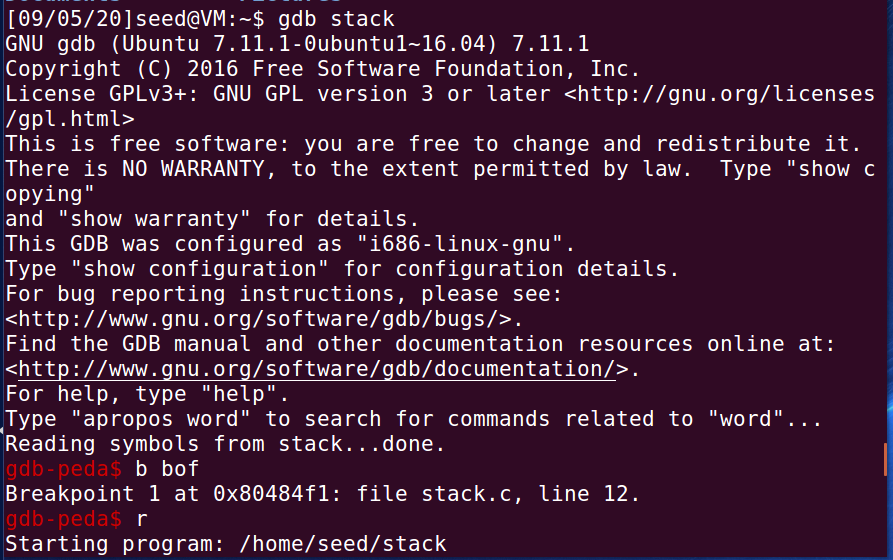 [09/05/20]seed@VM:~$ gdb stack
GNU gdb (Ubuntu 7.11.1-0ubuntu1~16.04) 7.11.1
Copyright (C) 2016 Free Software Foundation, Inc.
License GPLv3+: GNU GPL version 3 or later <http://gnu.org/licenses
/gpl.html>
This is free software: you are free to change and redistribute it.
There is NO WARRANTY, to the extent permitted by law.  Type "show c
opying"
and "show warranty" for details.
This GDB was configured as "i686-linux-gnu".
Type "show configuration" for configuration details.
For bug reporting instructions, please see:
<http://www.gnu.org/software/gdb/bugs/>.
Find the GDB manual and other documentation resources online at:
<http://www.gnu.org/software/gdb/documentation/>.
For help, type "help".
Type "apropos word" to search for commands related to "word"...
Reading symbols from stack...done.
gdb-peda$ b bof
Breakpoint 1 at 0x80484f1: file stack.c, line 12.
gdb-peda$ r
Starting program: /home/seed/stack